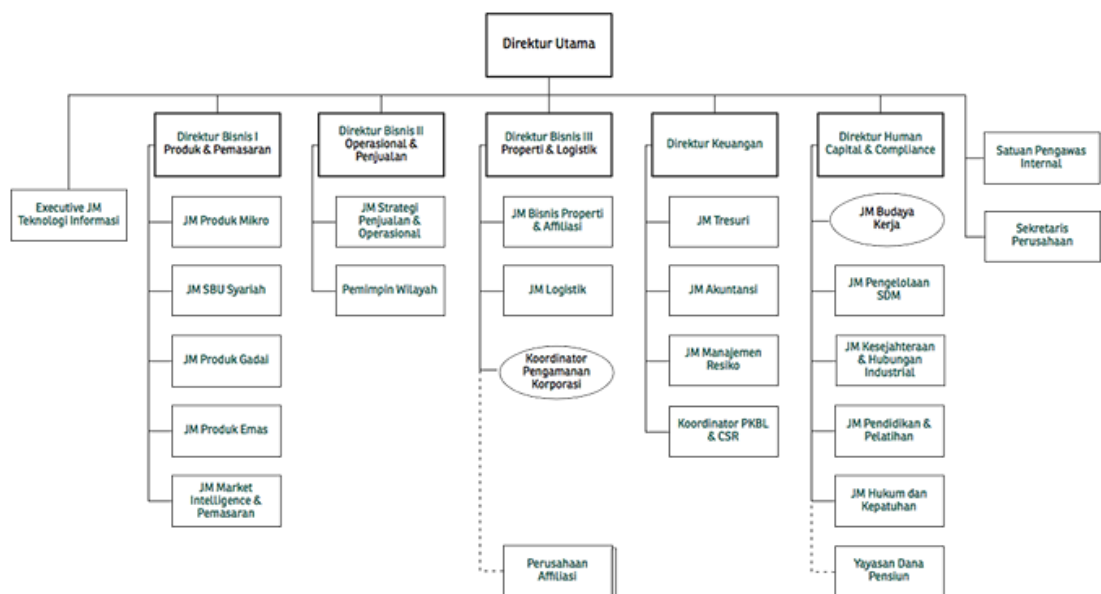 Direktur Utama
Direktur Bisnis I
Produk & Pemasaran
Direktur Bisnis II
Operasional &
Penjualan
Direktur Bisnis III
Properti & Logistik
Direktur Keuangan
Direktur Human
Capital & Compliance
Satuan Pengawas
Internal
Executive JM
Teknologi Informasi
JM Produk Mikro
JM Strategi
Penjualan &
Operasional
JM Bisnis Properti
& Affiliasi
JM Tresuri
JM Budaya
Kerja
Sekretaris
Perusahaan
JM SBU Syariah
Pemimpin Wilayah
JM Logistik
JM Akuntansi
JM Pengelolaan
SDM
JM Produk Gadai
Koordinator
Pengamanan
Korporasi
JM Manajemen
Resiko
JM Kesejahteraan
& Hubungan
Industrial
JM Produk Emas
Koordinator PKBL
& CSR
JM Pendidikan &
Pelatihan
JM Market
Intelligence &
Pemasaran
JM Hukum dan
Kepatuhan
Perusahaan
Affiliasi
Yayasan Dana
Pensiun